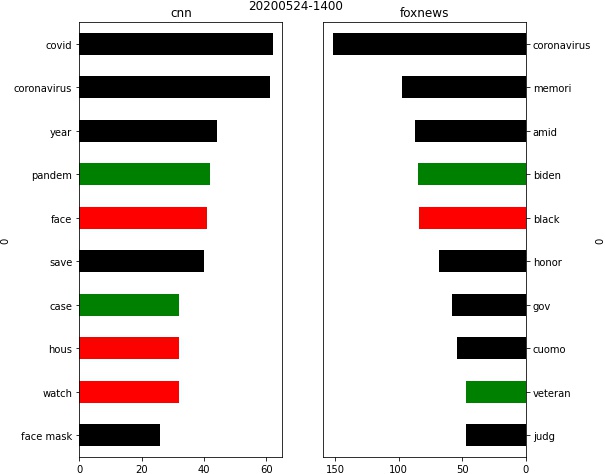 20200524-1400
cnn
foxnews
covid
coronavirus
year
pandem
face
save
case
hous
watch
face mask
0 20 40 60
0
coronavirus
memori
amid
biden
black
honor
gov
cuomo
veteran
judg
150 100 50 0
0